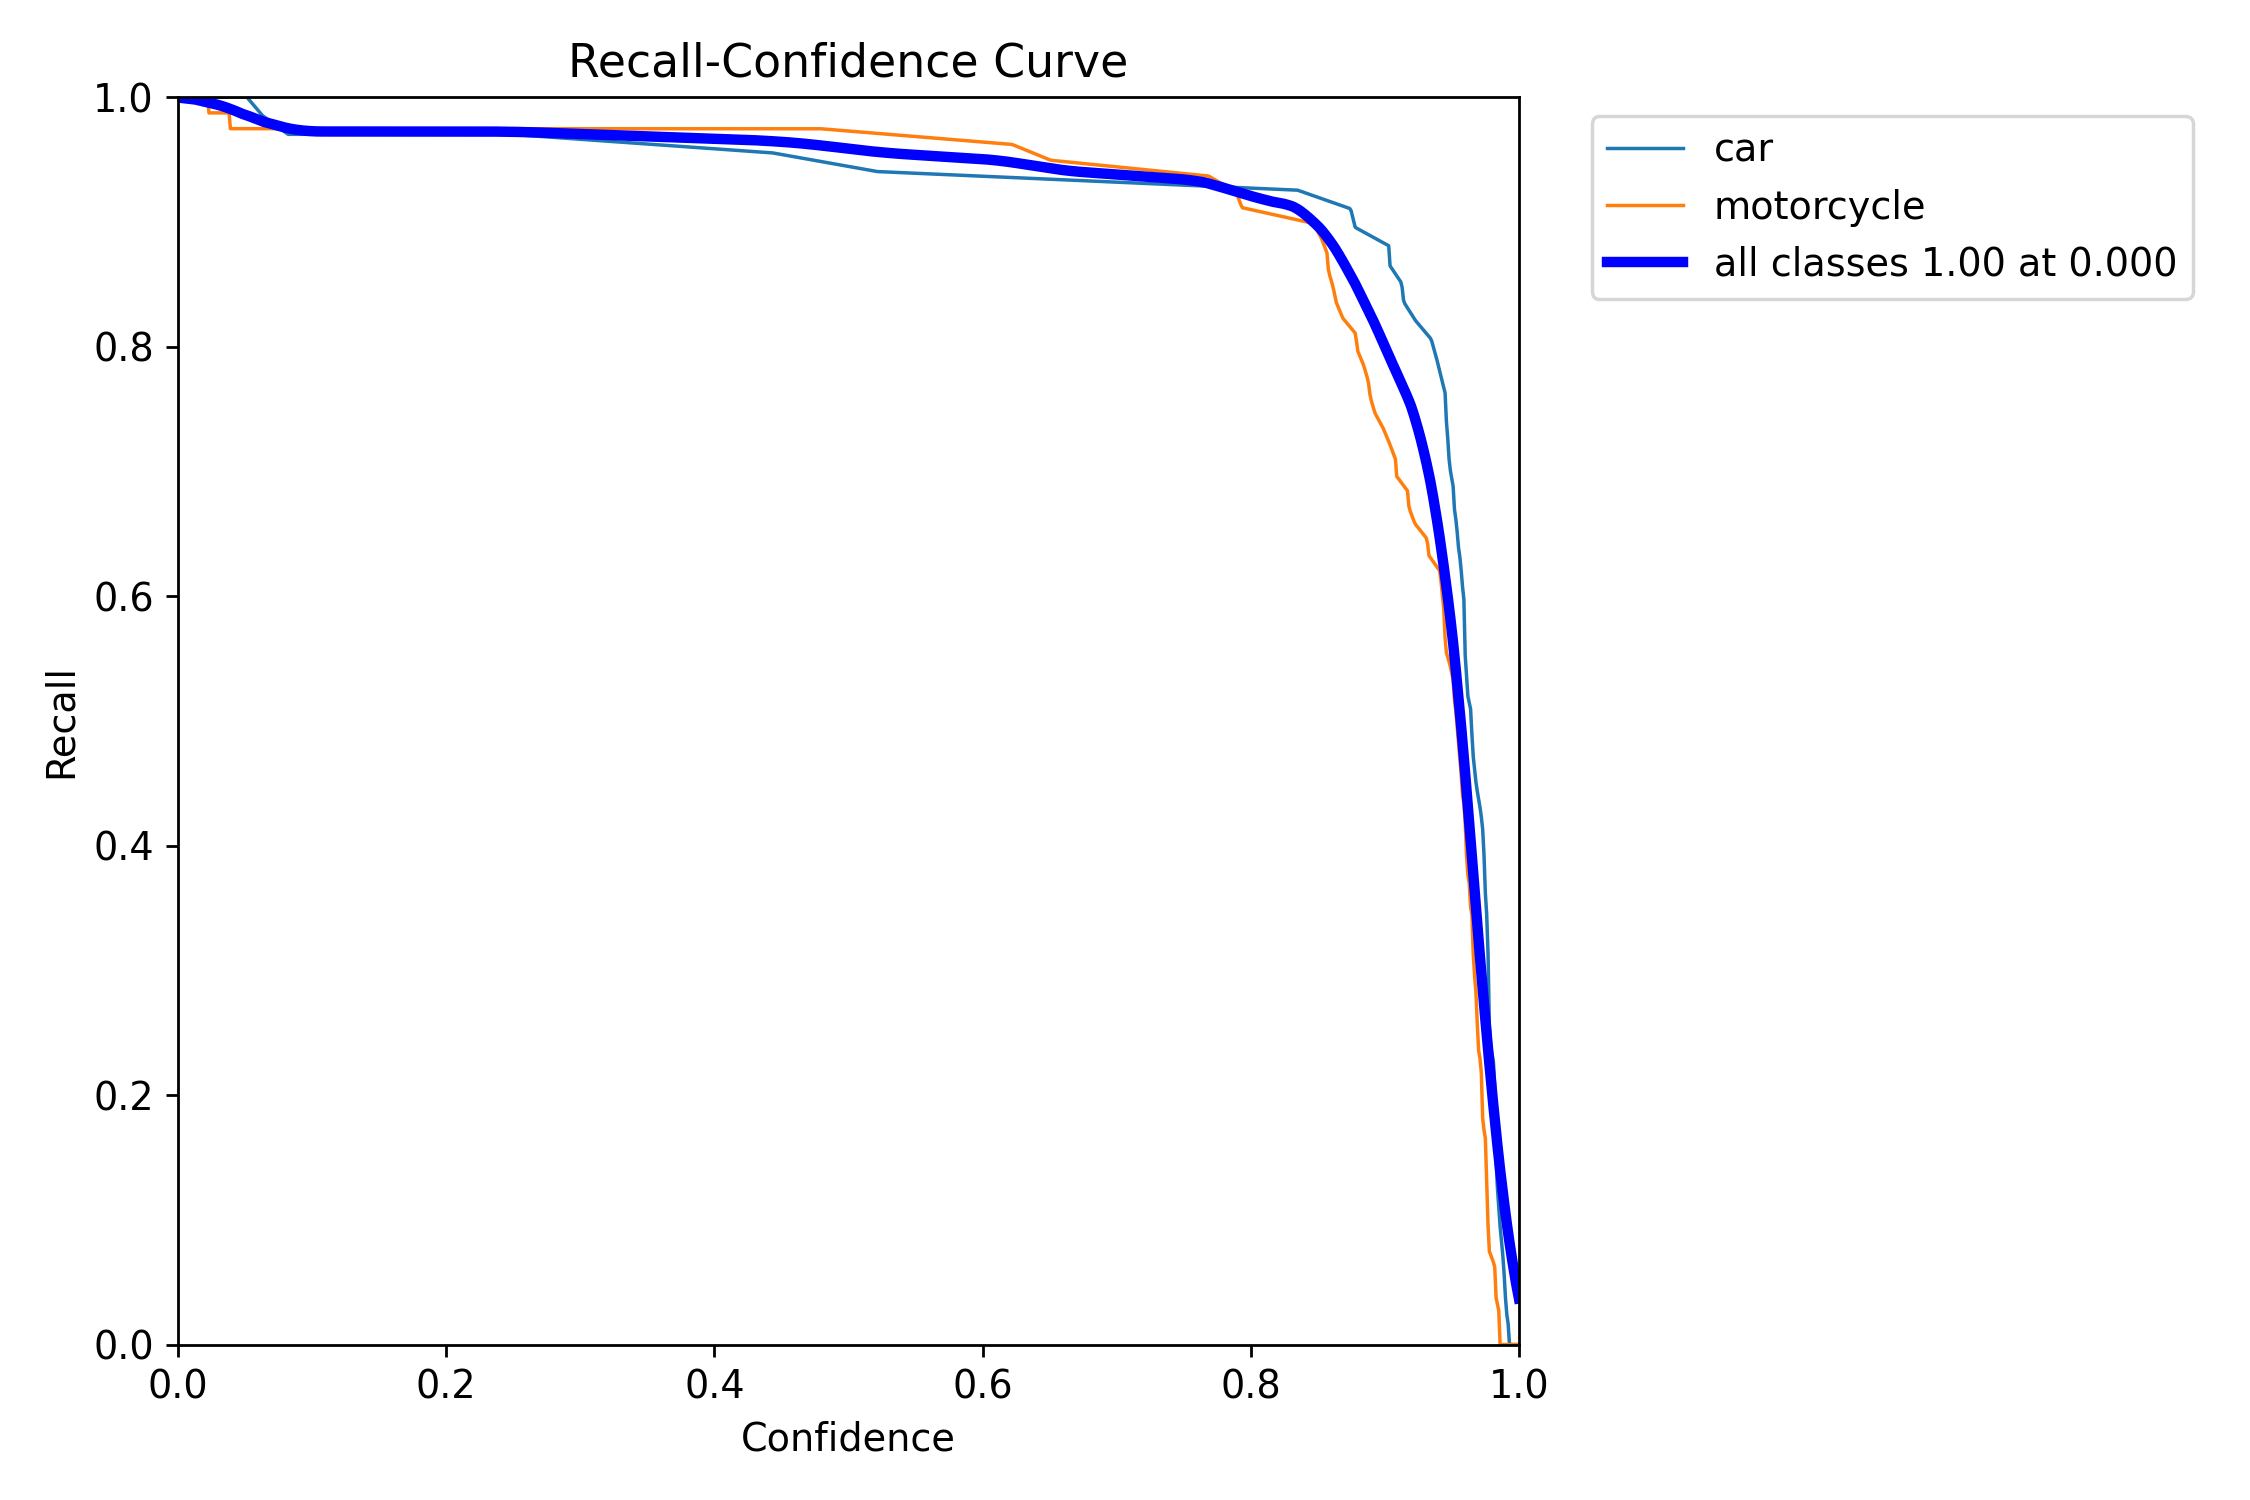 Recall-Confidence Curve
1.0
0.8
0.6
0.4
0.2
0.0
Recall
0.0 0.2 0.4 0.6 0.8 1.0
Confidence
car
motorcycle
all classes 1.00 at 0.000